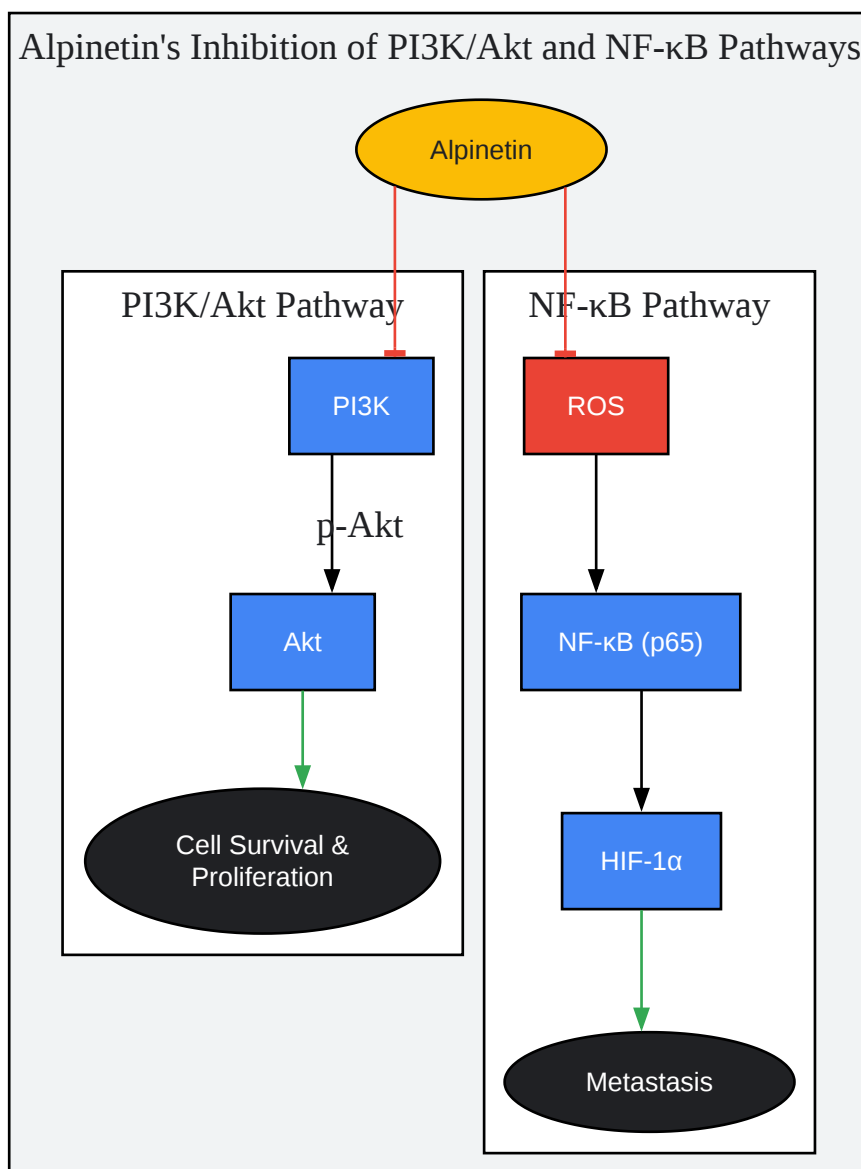 Alpinetin's Inhibition of PI3K/Akt and NF-κB Pathways
Alpinetin
PI3K/Akt Pathway
PI3K
p-Akt
Akt
Cell Survival &
Proliferation
NF-κB Pathway
ROS
NF-κB (p65)
HIF-1α
Metastasis